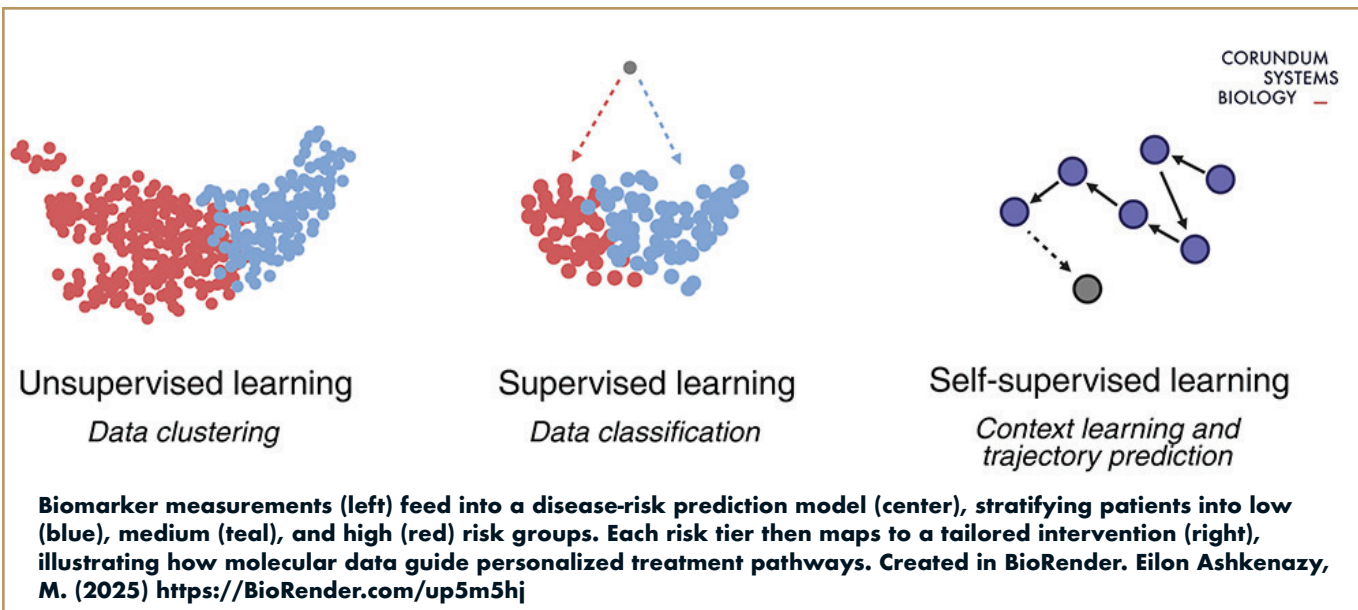 CORUNDUM
SYSTEMS
BIOLOGY
Unsupervised learning
Data clustering
Supervised learning
Data classification
Self-supervised learning
Context learning and
trajectory prediction
Biomarker measurements (left) feed into a disease-risk prediction model (center), stratifying patients into low
(blue), medium (teal), and high (red) risk groups. Each risk tier then maps to a tailored intervention (right),
illustrating how molecular data guide personalized treatment pathways. Created in BioRender. Eilon Ashkenazy,
M. (2025) https://BioRender.com/up5m5hj